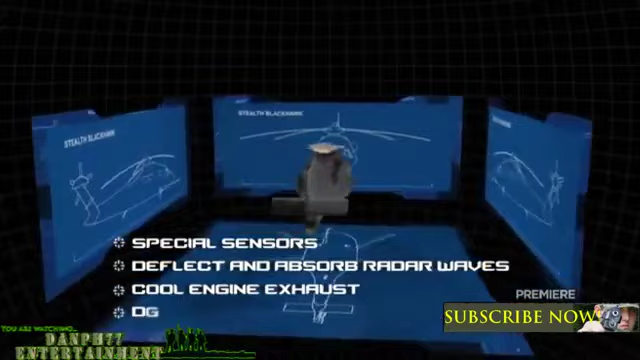 STEALTH BLACKHAWK
STEALTH BLACKHAWK
SPECIAL SENSORS
DEFLECT AND ABSORB RADAR WAVES
COOL ENGINE EXHAUST
DG
PREMIERE
SUBSCRIBE NOW
YOU ARE WATCHING...
DANPH77
ENTERTAINMENT